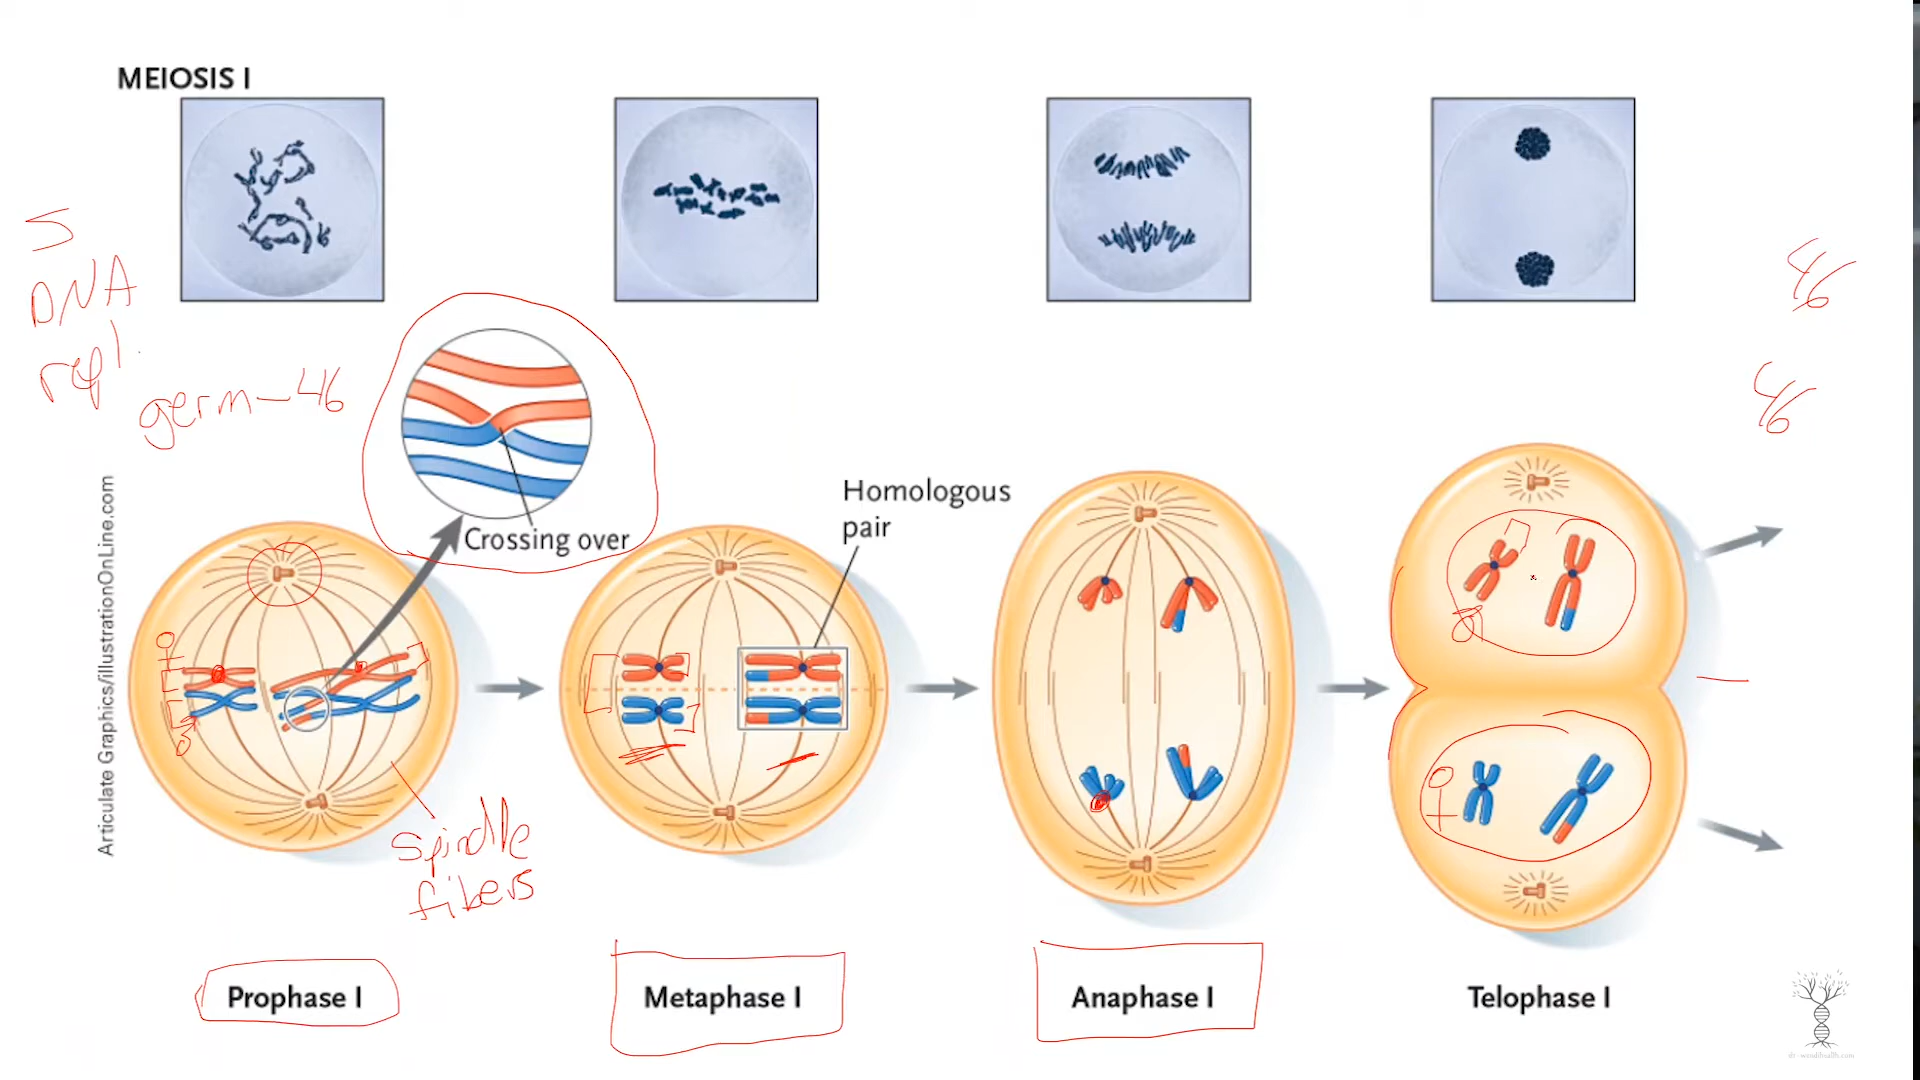 MEIOSIS I
S
DNA
repl.
germ-46
46
46
Homologous
pair
Crossing over
Articulate Graphics/illustrationOnLine.com
Spindle
fibers
Prophase I
Metaphase I
Anaphase I
Telophase I